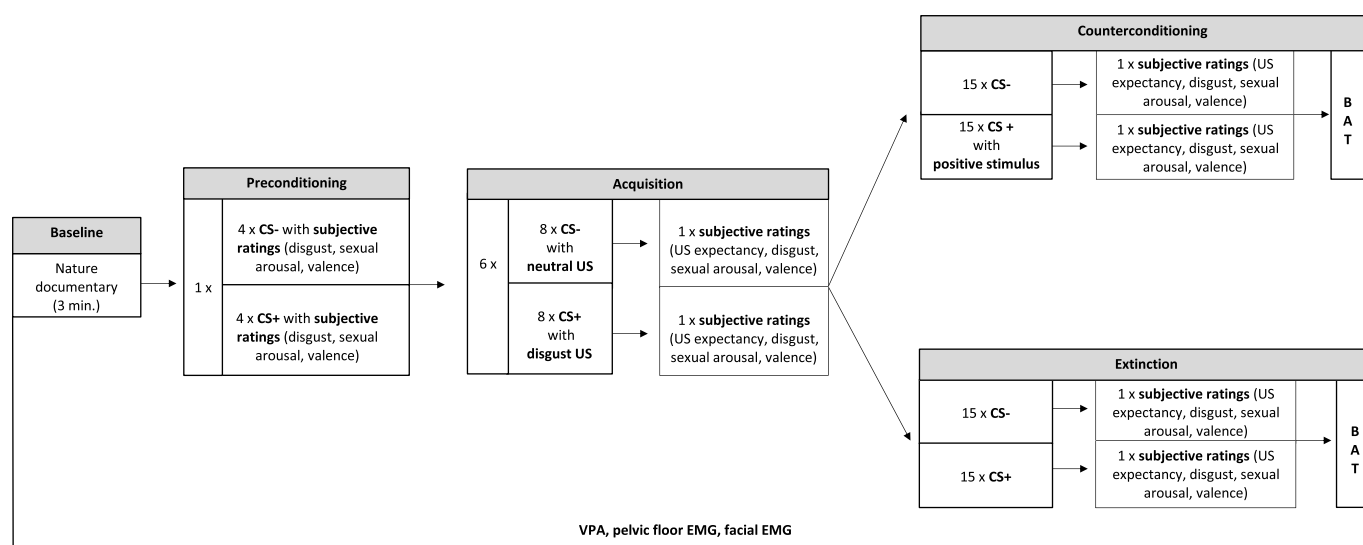 Baseline
Nature
documentary
(3 min.)
Preconditioning
1 x
4 x CS- with subjective
ratings (disgust, sexual
arousal, valence)
4 x CS+ with subjective
ratings (disgust, sexual
arousal, valence)
Acquisition
6 x
8 x CS-
with
neutral US
1 x subjective ratings
(US expectancy, disgust,
sexual arousal, valence)
8 x CS+
with
disgust US
1 x subjective ratings
(US expectancy, disgust,
sexual arousal, valence)
Counterconditioning
15 x CS-
1 x subjective ratings (US
expectancy, disgust, sexual
arousal, valence)
15 x CS +
with
positive stimulus
1 x subjective ratings (US
expectancy, disgust, sexual
arousal, valence)
B
A
T
Extinction
15 x CS-
1 x subjective ratings (US
expectancy, disgust, sexual
arousal, valence)
15 x CS+
1 x subjective ratings (US
expectancy, disgust, sexual
arousal, valence)
B
A
T
VPA, pelvic floor EMG, facial EMG